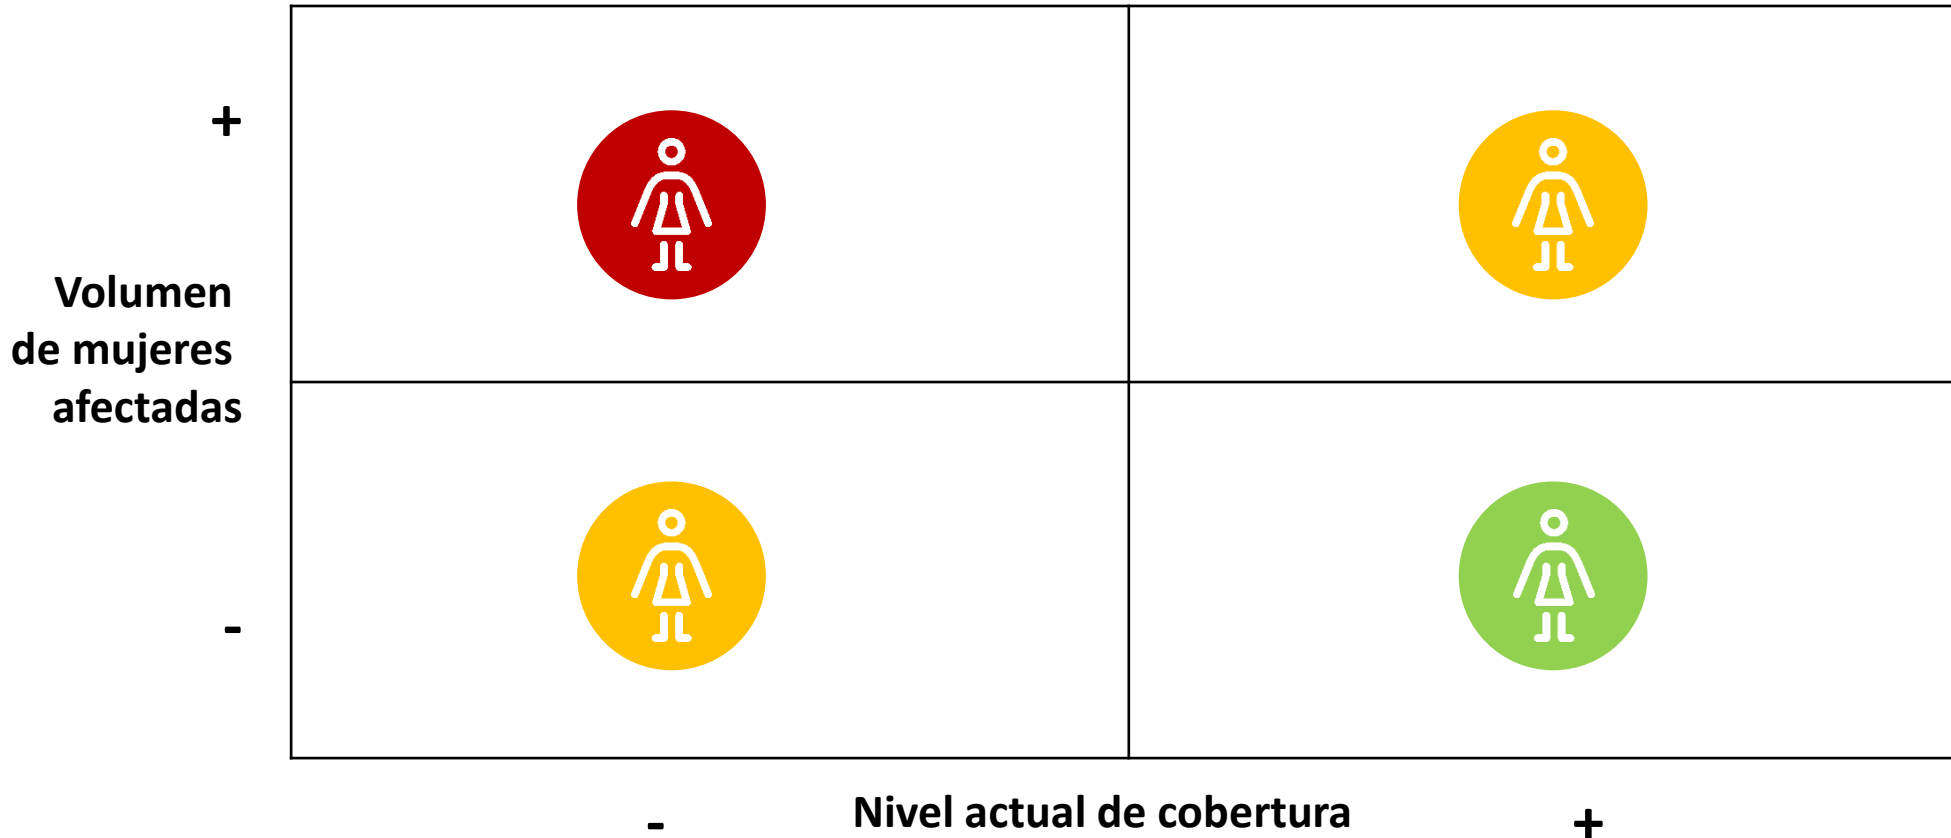 +
Volumen
de mujeres
afectadas
-
- Nivel actual de cobertura +